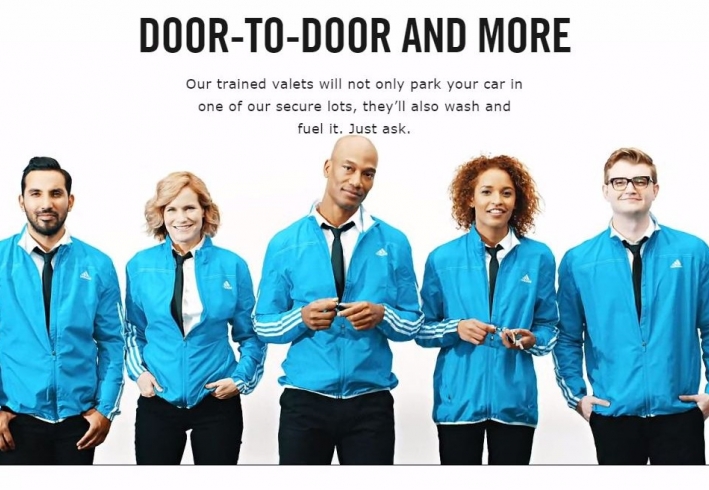 DOOR-TO-DOOR AND MORE
Our trained valets will not only park your car in
one of our secure lots, they'll also wash and
fuel it. Just ask.